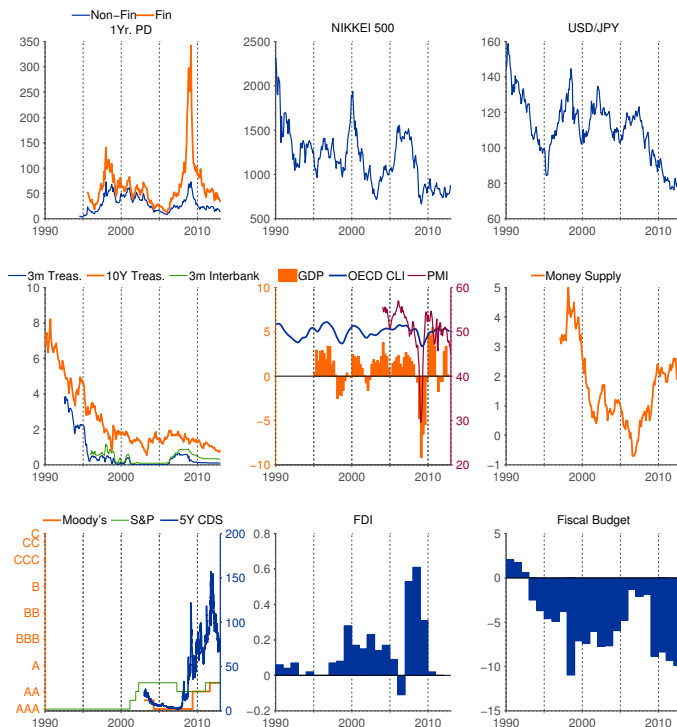 Non−Fin Fin
1Yr. PD
350
300
250
200
150
100
50
0
1990 2000 2010
NIKKEI 500
2500
2100
1700
1300
900
500
1990 2000 2010
USD/JPY
160
140
120
100
80
60
1990 2000 2010
3m Treas. 10Y Treas. 3m Interbank
10
8
6
4
2
0
1990 2000 2010
GDP OECD CLI PMI
10
5
0
−5
−10
60
50
40
30
20
1990 2000 2010
Money Supply
5
4
3
2
1
0
−1
1990 2000 2010
Moody's S&P 5Y CDS
C
CC
CCC
B
BB
BBB
A
AA
AAA
200
150
100
50
0
1990 2000 2010
FDI
0.8
0.6
0.4
0.2
0
−0.2
1990 2000 2010
Fiscal Budget
5
0
−5
−10
−15
1990 2000 2010